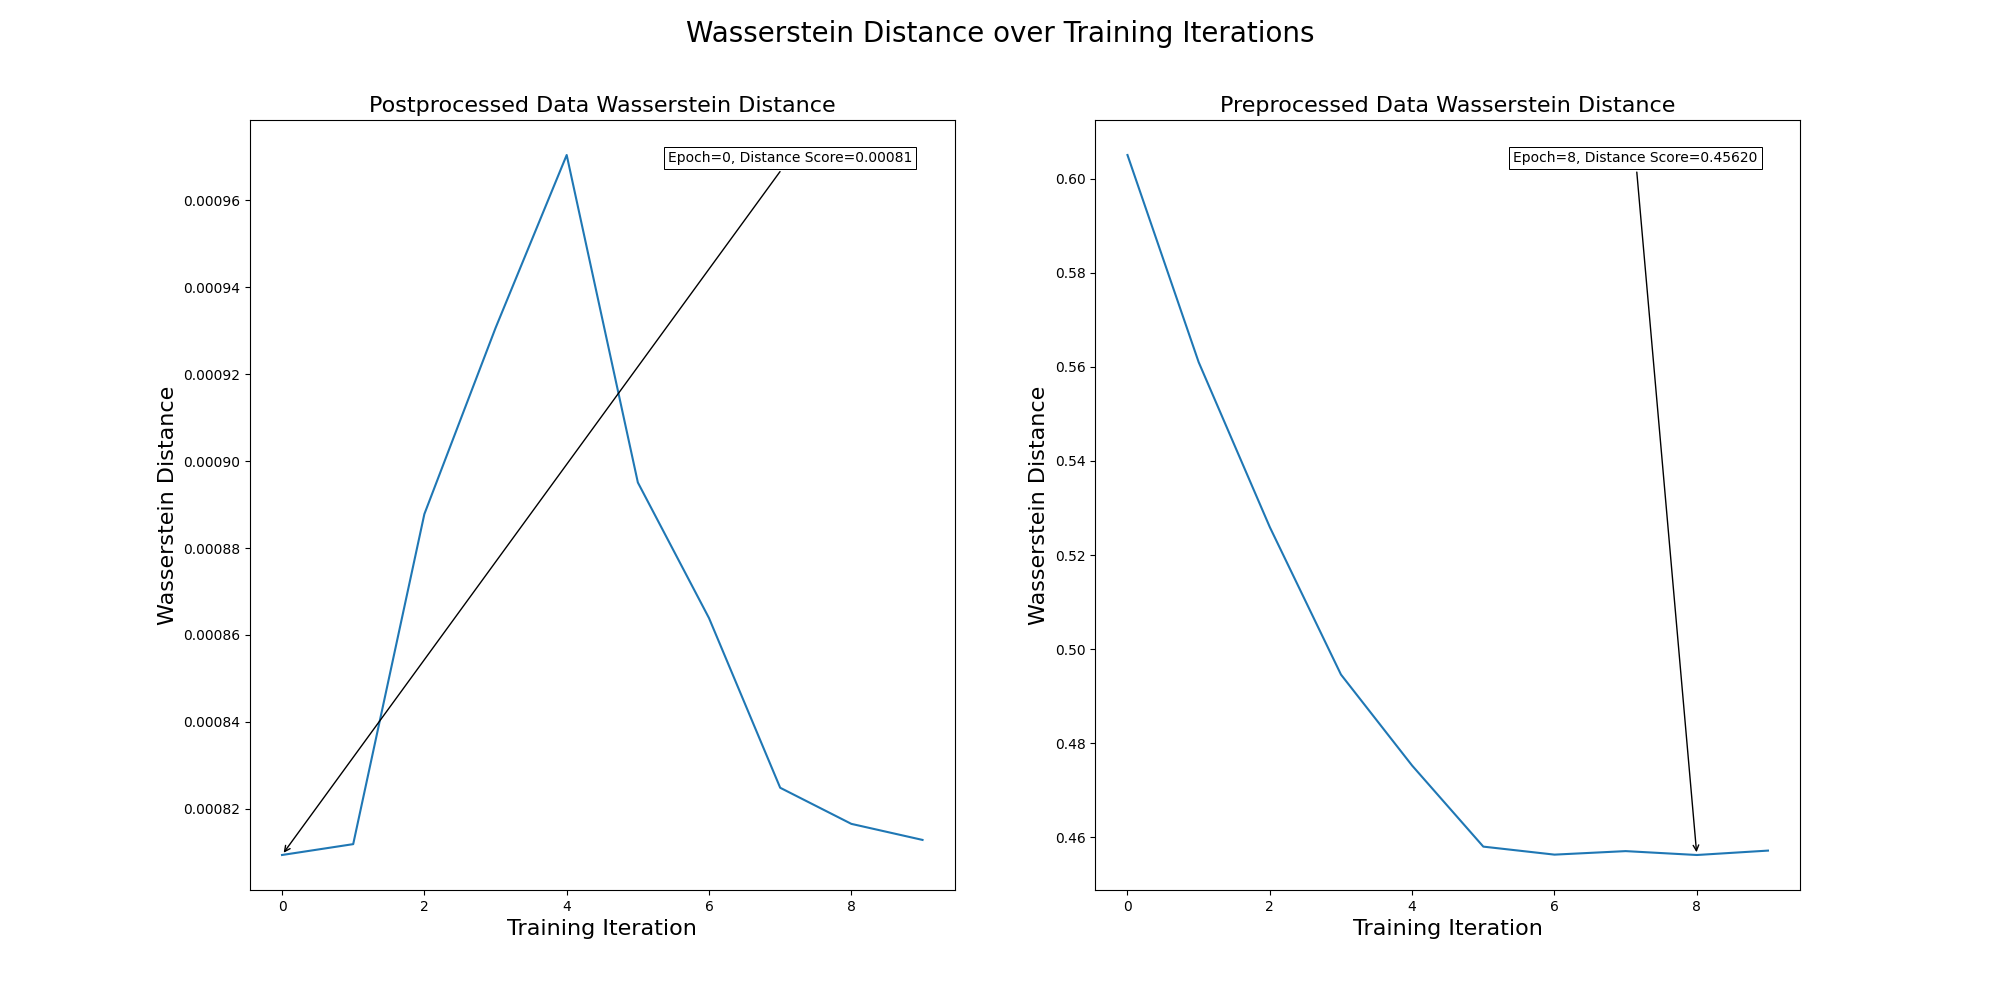 Wasserstein Distance over Training Iterations
Postprocessed Data Wasserstein Distance
Epoch=0, Distance Score=0.00081
0.00096
0.00094
0.00092
0.00090
0.00088
0.00086
0.00084
0.00082
Wasserstein Distance
0 2 4 6 8
Training Iteration
Preprocessed Data Wasserstein Distance
Epoch=8, Distance Score=0.45620
0.60
0.58
0.56
0.54
0.52
0.50
0.48
0.46
Wasserstein Distance
0 2 4 6 8
Training Iteration